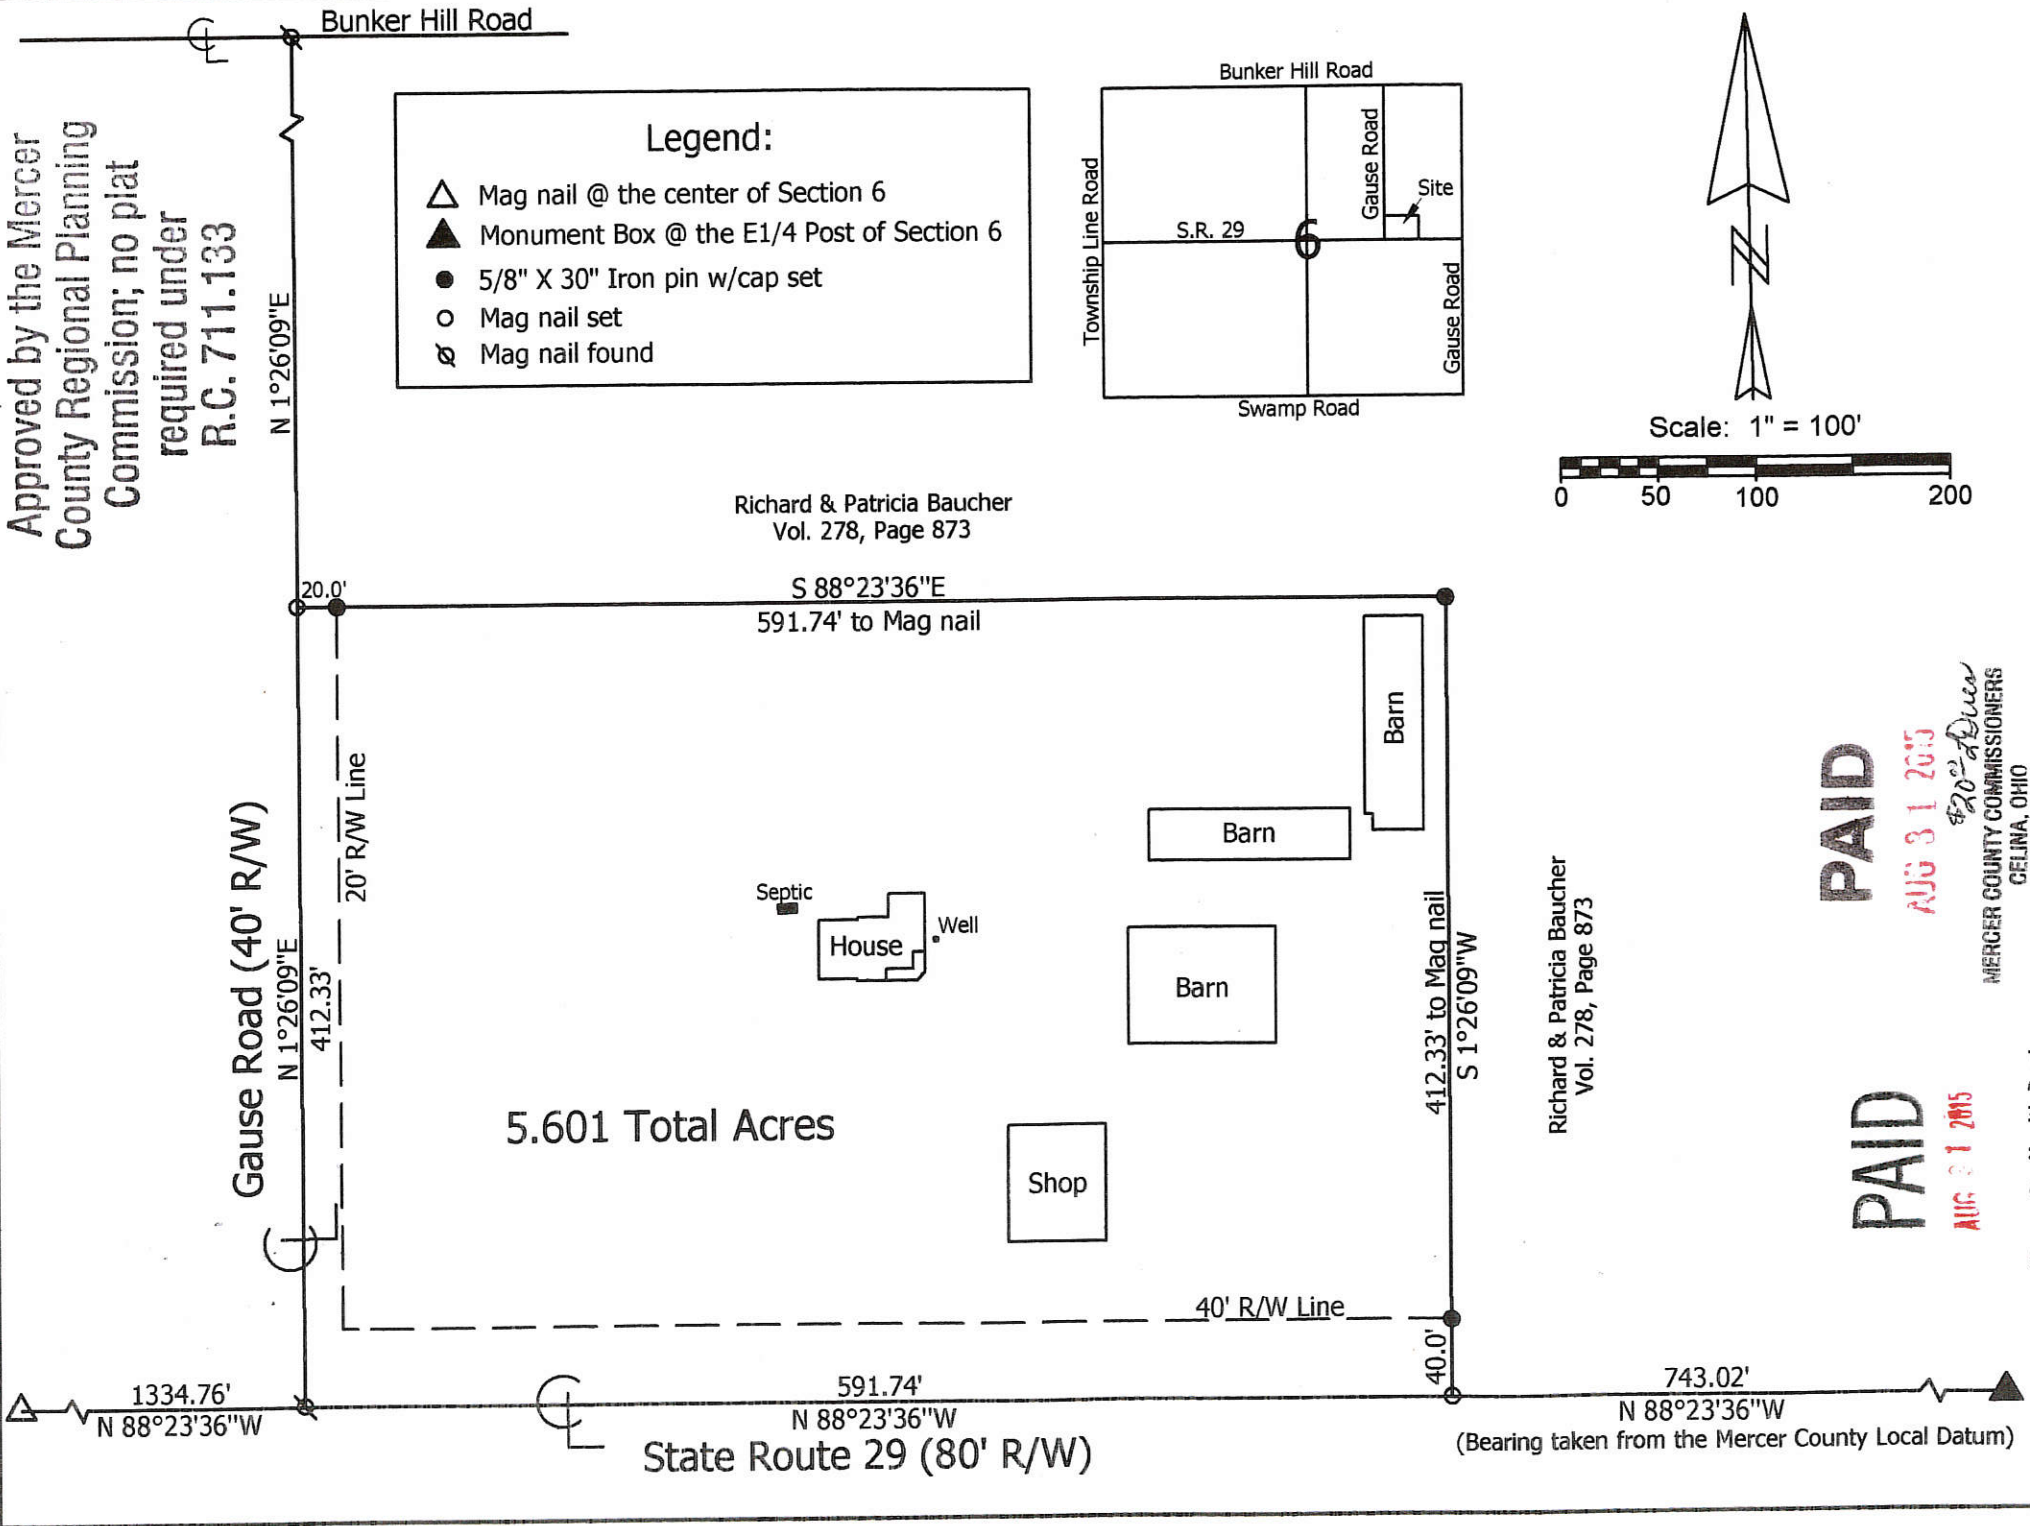 Bunker Hill Road
Approved by the Mercer
County Regional Planning
Commission; no plat
required under
R.C. 711.133
N 1°26'09"E
Legend:
Mag nail @ the center of Section 6
Monument Box @ the E1/4 Post of Section 6
5/8" X 30" Iron pin w/cap set
Mag nail set
Mag nail found
Bunker Hill Road
Township Line Road
Gause Road
Site
S.R. 29
6
Gause Road
Swamp Road
N
Scale: 1" = 100'
0 50 100 200
Richard & Patricia Baucher
Vol. 278, Page 873
20.0'
S 88°23'36"E
591.74' to Mag nail
Gause Road (40' R/W)
N 1°26'09"E
412.33'
20' R/W Line
Septic
House
Well
Barn
Barn
Barn
Shop
5.601 Total Acres
412.33' to Mag nail
S 1°26'09"W
Richard & Patricia Baucher
Vol. 278, Page 873
PAID
AUG 31 2015
MERCER COUNTY COMMISSIONERS
CELINA, OHIO
PAID
AUG 31 2015
40' R/W Line
40.0'
1334.76'
N 88°23'36"W
CL
591.74'
N 88°23'36"W
State Route 29 (80' R/W)
743.02'
N 88°23'36"W
(Bearing taken from the Mercer County Local Datum)